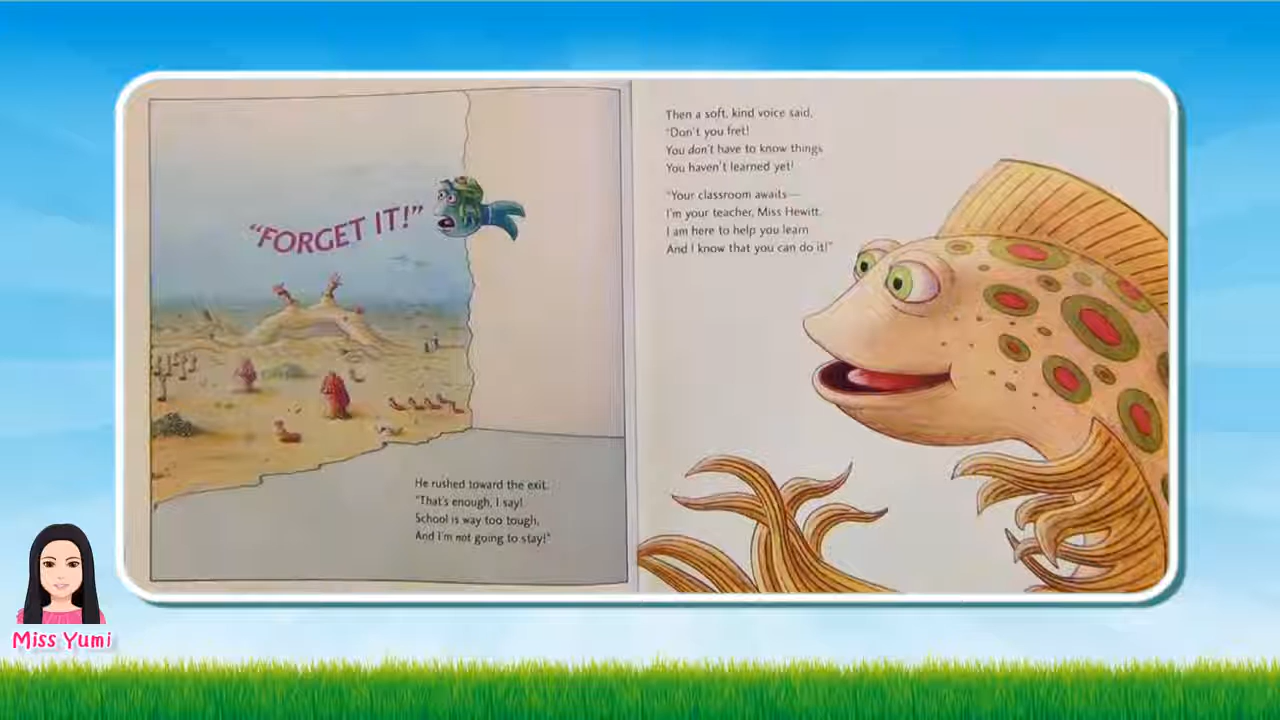 "FORGET IT!"
He rushed toward the exit.
"That's enough, I say!
School is way too tough,
And I'm not going to stay!"
Then a soft, kind voice said,
"Don't you fret!
You don't have to know things
You haven't learned yet!
"Your classroom awaits—
I'm your teacher, Miss Hewitt.
I am here to help you learn
And I know that you can do it!"
Miss Yumi